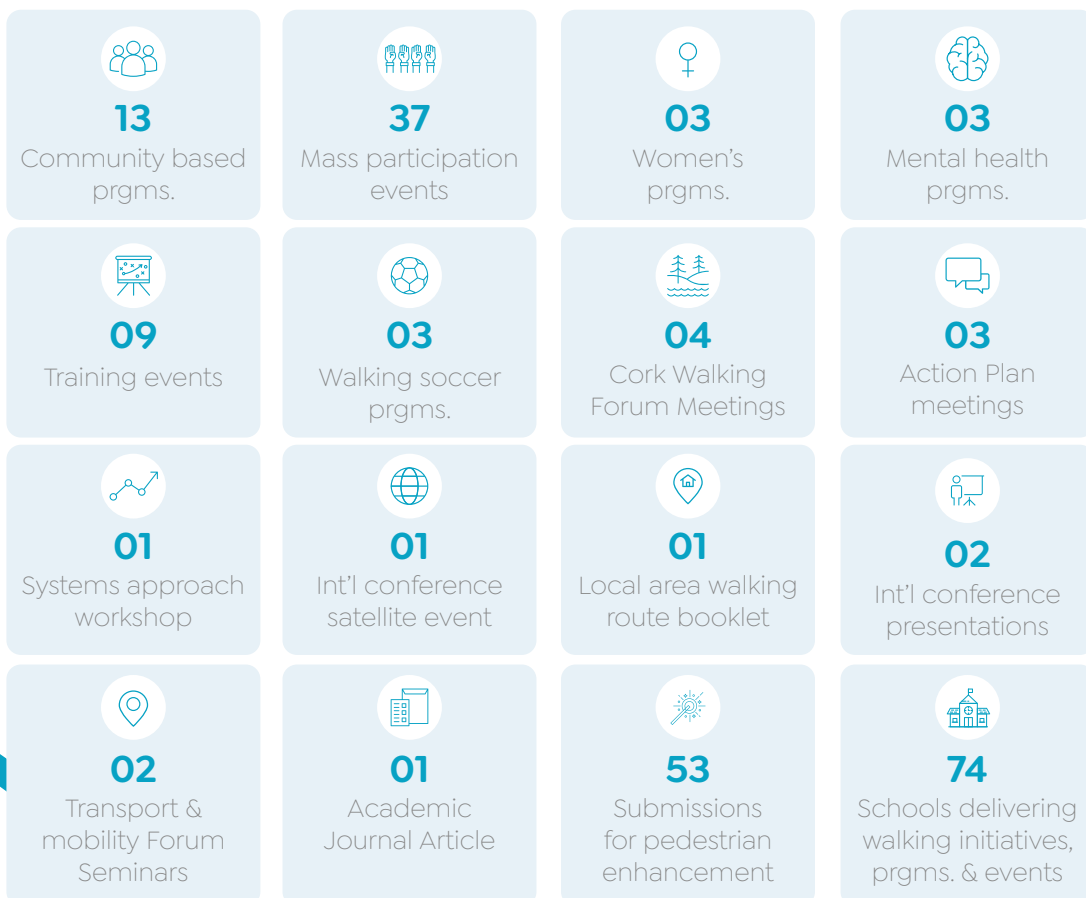 13
Community based
prgms.
37
Mass participation
events
03
Women's
prgms.
03
Mental health
prgms.
09
Training events
03
Walking soccer
prgms.
04
Cork Walking
Forum Meetings
03
Action Plan
meetings
01
Systems approach
workshop
01
Int'l conference
satellite event
01
Local area walking
route booklet
02
Int'l conference
presentations
02
Transport &
mobility Forum
Seminars
01
Academic
Journal Article
53
Submissions
for pedestrian
enhancement
74
Schools delivering
walking initiatives,
prgms. & events